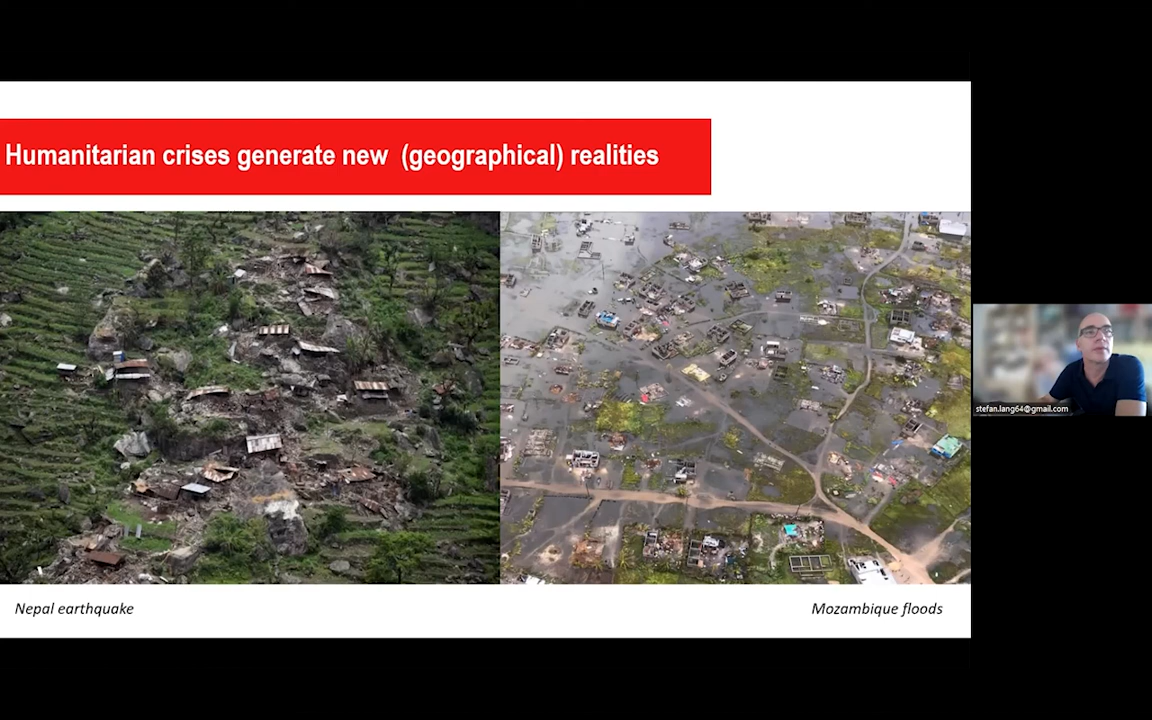 Humanitarian crises generate new  (geographical) realities
stefan.lang64@gmail.com
Nepal earthquake
Mozambique floods